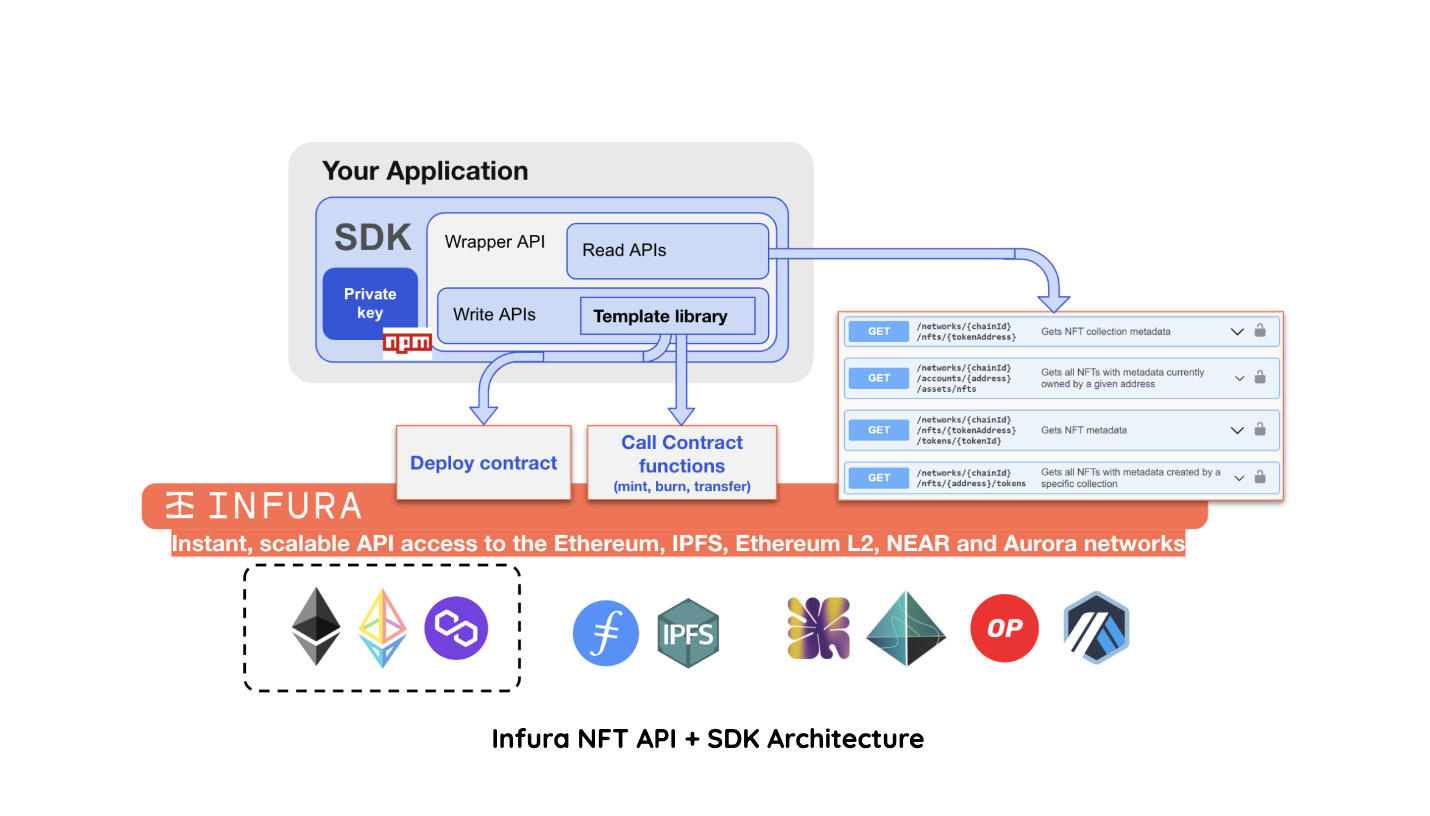 Your Application
SDK
Wrapper API
Read APIs
Private
key
npm
Write APIs
Template library
GET
/networks/{chainId}
/nfts/{tokenAddress}
Gets NFT collection metadata
GET
/networks/{chainId}
/accounts/{address}
/assets/nfts
Gets all NFTs with metadata currently
owned by a given address
GET
/networks/{chainId}
/nfts/{tokenAddress}
/tokens/{tokenId}
Gets NFT metadata
GET
/networks/{chainId}
/nfts/{address}/tokens
Gets all NFTs with metadata created by a
specific collection
Deploy contract
Call Contract
functions
(mint, burn, transfer)
INFURA
Instant, scalable API access to the Ethereum, IPFS, Ethereum L2, NEAR and Aurora networks
IPFS
OP
Infura NFT API + SDK Architecture